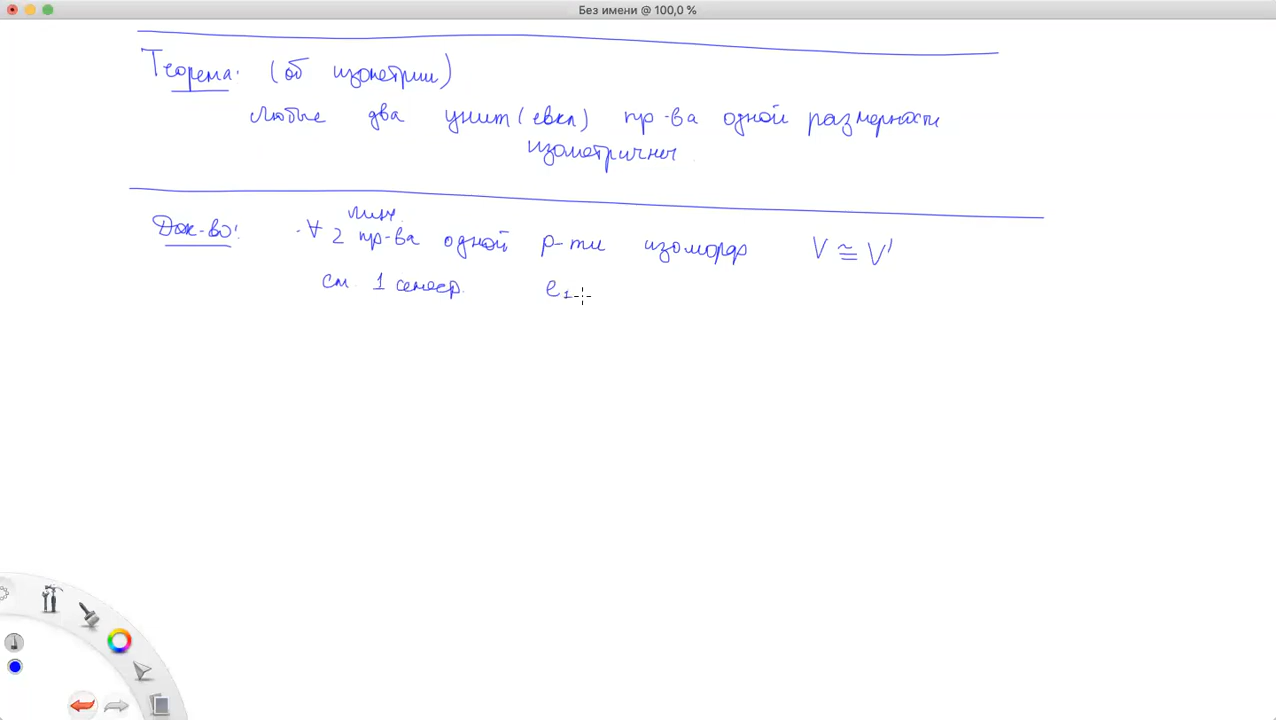 Без имени @ 100,0 %
Теорема: (об изометрии)
Любые два унит(евкл) пр-ва одной размерности
изометричны.
Док-во: ∀ 2 лин. пр-ва одной р-ти изоморф V ≅ V'
см. 1 семестр. e₁